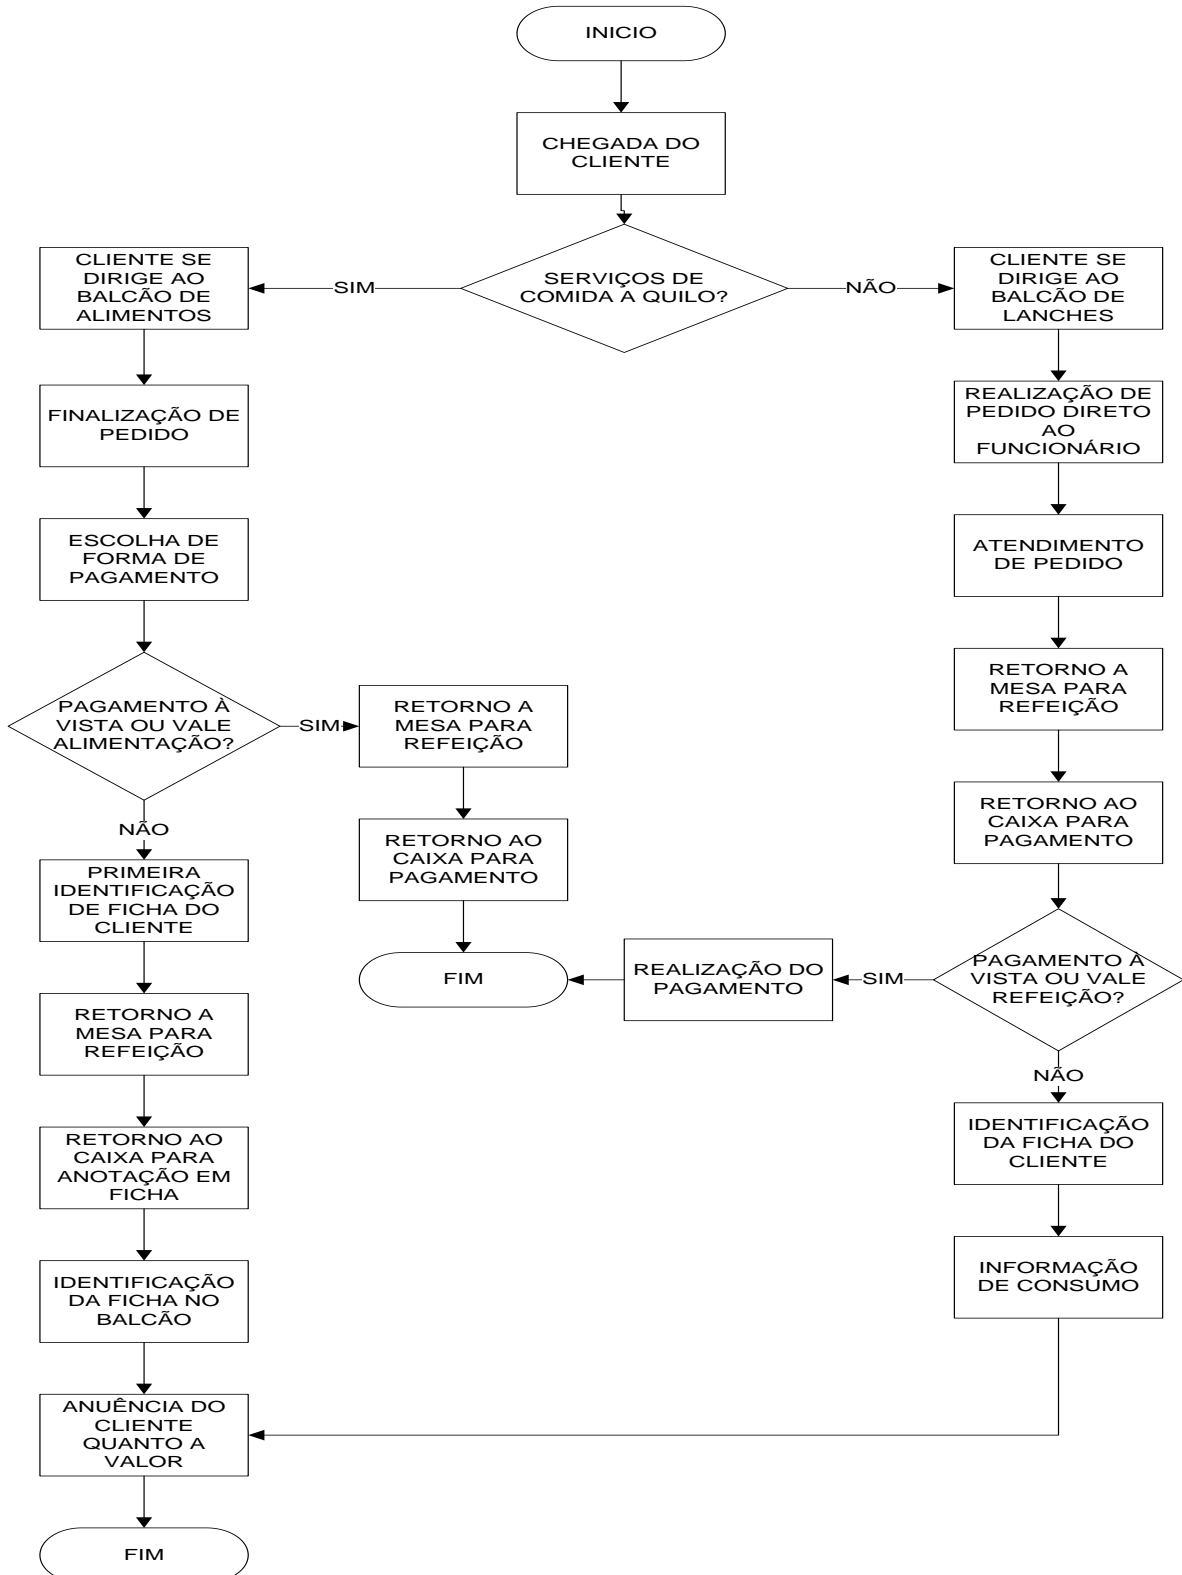 INICIO
CHEGADA DO
CLIENTE
SERVIÇOS DE
COMIDA A QUILO?
SIM
NÃO
CLIENTE SE
DIRIGE AO
BALCÃO DE
ALIMENTOS
FINALIZAÇÃO DE
PEDIDO
ESCOLHA DE
FORMA DE
PAGAMENTO
PAGAMENTO À
VISTA OU VALE
ALIMENTAÇÃO?
SIM
NÃO
RETORNO A
MESA PARA
REFEIÇÃO
RETORNO AO
CAIXA PARA
PAGAMENTO
FIM
PRIMEIRA
IDENTIFICAÇÃO
DE FICHA DO
CLIENTE
RETORNO A
MESA PARA
REFEIÇÃO
RETORNO AO
CAIXA PARA
ANOTAÇÃO EM
FICHA
IDENTIFICAÇÃO
DA FICHA NO
BALCÃO
ANUÊNCIA DO
CLIENTE
QUANTO A
VALOR
FIM
CLIENTE SE
DIRIGE AO
BALCÃO DE
LANCHES
REALIZAÇÃO DE
PEDIDO DIRETO
AO
FUNCIONÁRIO
ATENDIMENTO
DE PEDIDO
RETORNO A
MESA PARA
REFEIÇÃO
RETORNO AO
CAIXA PARA
PAGAMENTO
PAGAMENTO À
VISTA OU VALE
REFEIÇÃO?
SIM
REALIZAÇÃO DO
PAGAMENTO
NÃO
IDENTIFICAÇÃO
DA FICHA DO
CLIENTE
INFORMAÇÃO
DE CONSUMO